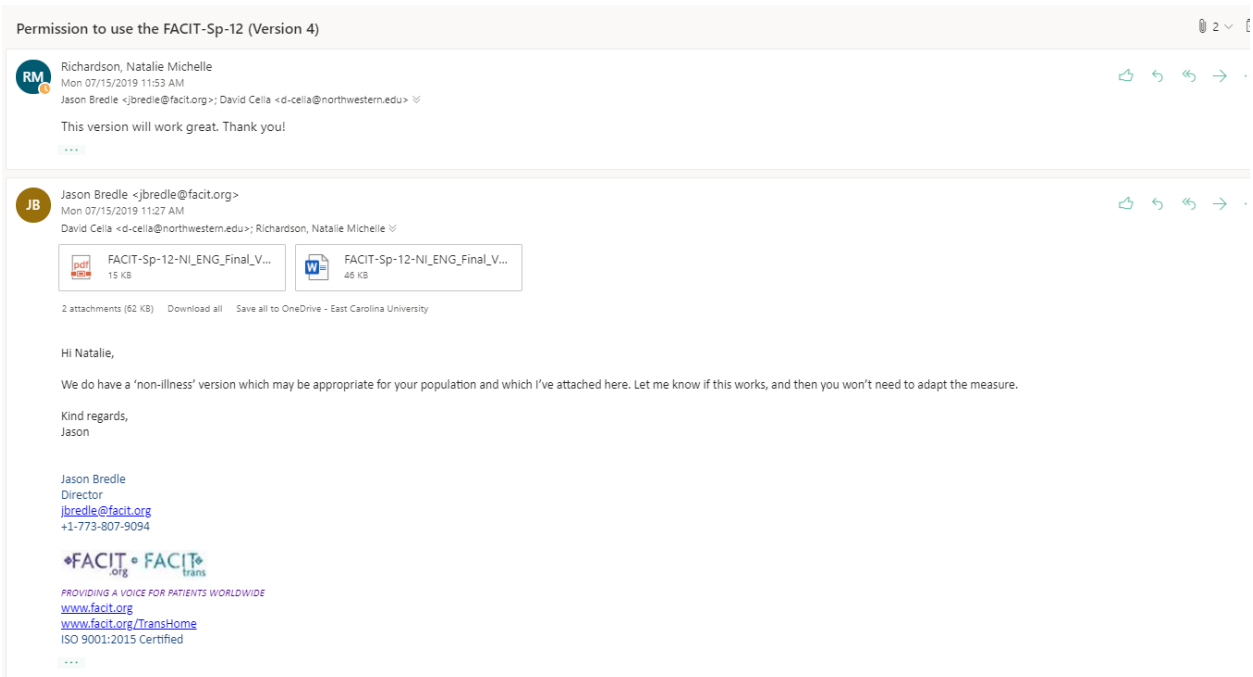 Permission to use the FACIT-Sp-12 (Version 4)
2
RM
Richardson, Natalie Michelle
Mon 07/15/2019 11:53 AM
Jason Bredle <jbredle@facit.org>; David Cella <d-cella@northwestern.edu>
This version will work great. Thank you!
...
JB
Jason Bredle <jbredle@facit.org>
Mon 07/15/2019 11:27 AM
David Cella <d-cella@northwestern.edu>; Richardson, Natalie Michelle
pdf
FACIT-Sp-12-NI_ENG_Final_V...
15 KB
W
FACIT-Sp-12-NI_ENG_Final_V...
46 KB
2 attachments (62 KB) Download all Save all to OneDrive - East Carolina University
Hi Natalie,
We do have a ‘non-illness’ version which may be appropriate for your population and which I’ve attached here. Let me know if this works, and then you won’t need to adapt the measure.
Kind regards,
Jason
Jason Bredle
Director
jbredle@facit.org
+1-773-807-9094
FACIT.org FACITtrans
PROVIDING A VOICE FOR PATIENTS WORLDWIDE
www.facit.org
www.facit.org/TransHome
ISO 9001:2015 Certified
...